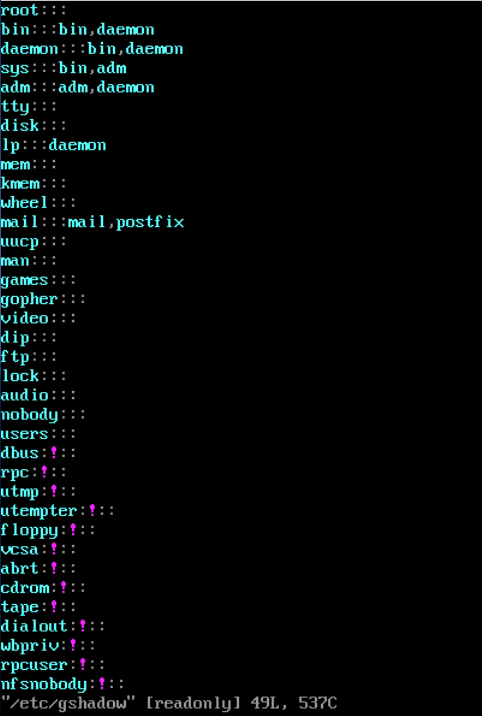 root:::
bin:::bin,daemon
daemon:::bin,daemon
sys:::bin,adm
adm:::adm,daemon
tty:::
disk:::
lp:::daemon
mem:::
kmem:::
wheel:::
mail:::mail,postfix
uucp:::
man:::
games:::
gopher:::
video:::
dip:::
ftp:::
lock:::
audio:::
nobody:::
users:::
dbus:!::
rpc:!::
utmp:!::
utempter:!::
floppy:!::
vcsa:!::
abrt:!::
cdrom:!::
tape:!::
dialout:!::
wbpriv:!::
rpcuser:!::
nfsnobody:!::
"/etc/gshadow" [readonly] 49L, 537C